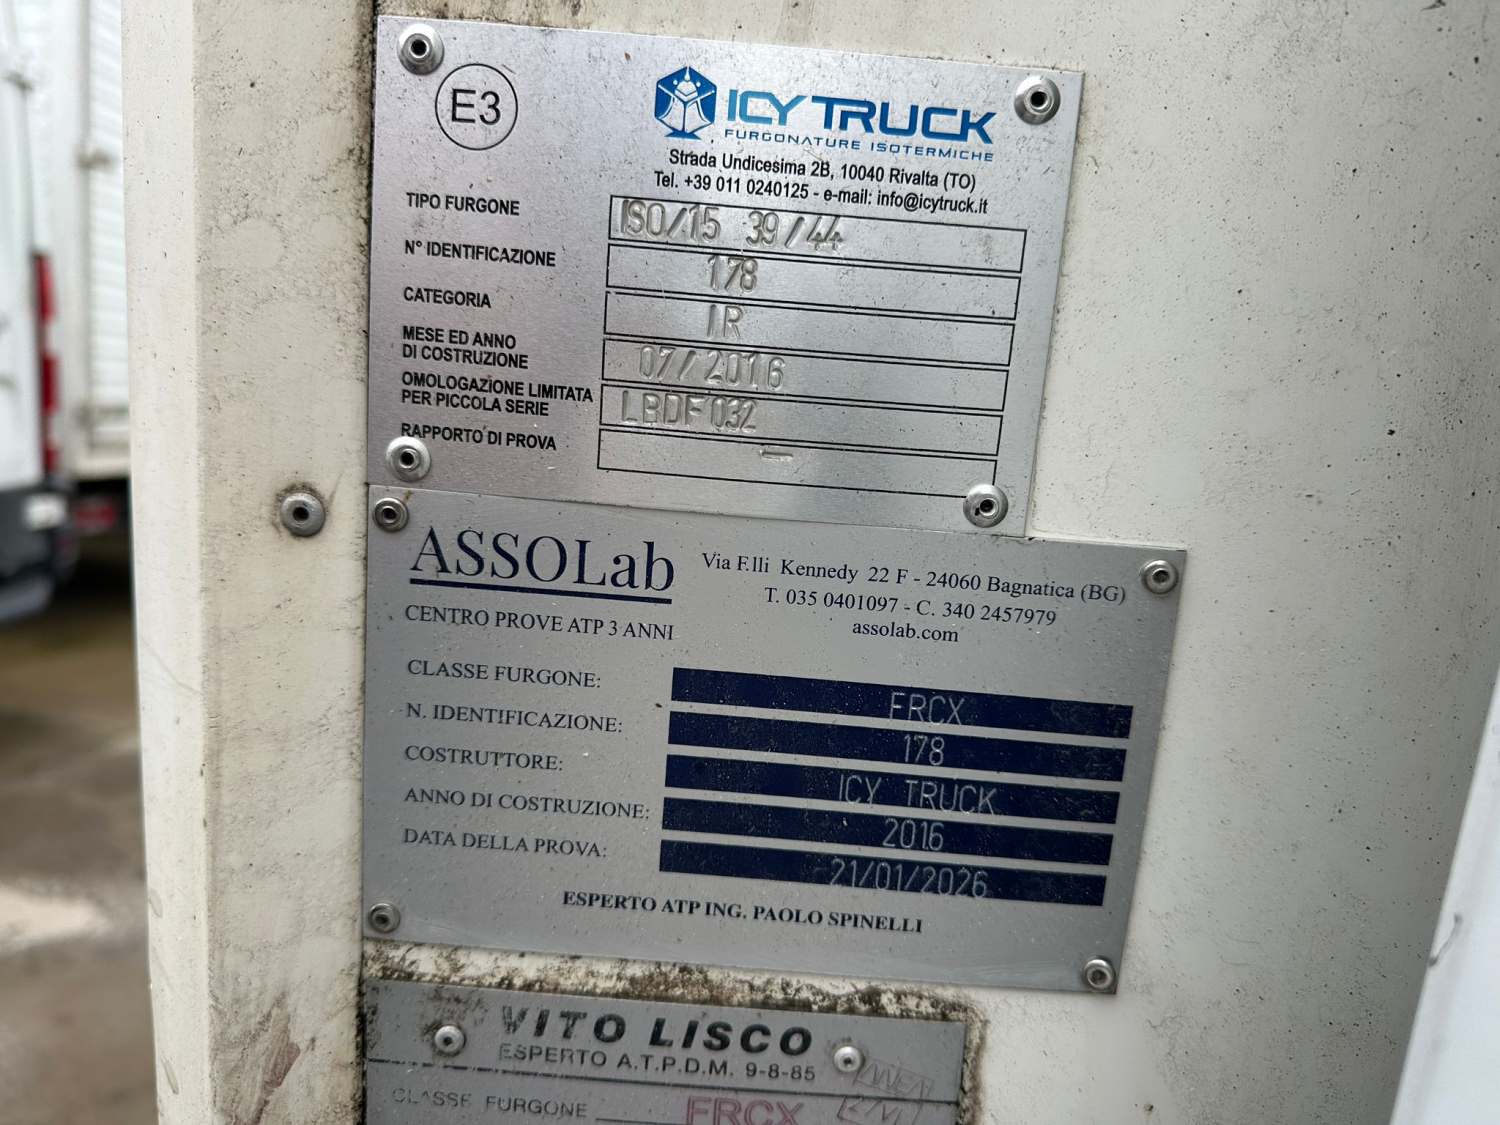 E3
ICY TRUCK
FURGONATURE ISOTERMICHE
Strada Undicesima 2B, 10040 Rivalta (TO)
Tel. +39 011 0240125 - e-mail: info@icytruck.it
TIPO FURGONE ISO/15 39/44
N° IDENTIFICAZIONE 178
CATEGORIA IR
MESE ED ANNO
DI COSTRUZIONE 07/2016
OMOLOGAZIONE LIMITATA
PER PICCOLA SERIE LBDF032
RAPPORTO DI PROVA -
ASSOLab
Via F.lli Kennedy 22 F - 24060 Bagnatica (BG)
T. 035 0401097 - C. 340 2457979
assolab.com
CENTRO PROVE ATP 3 ANNI
CLASSE FURGONE: FRCX
N. IDENTIFICAZIONE: 178
COSTRUTTORE: ICY TRUCK
ANNO DI COSTRUZIONE: 2016
DATA DELLA PROVA: 21/01/2026
ESPERTO ATP ING. PAOLO SPINELLI
VITO LISCO
ESPERTO A.T.P.D.M. 9-8-85
CLASSE FURGONE FRCX